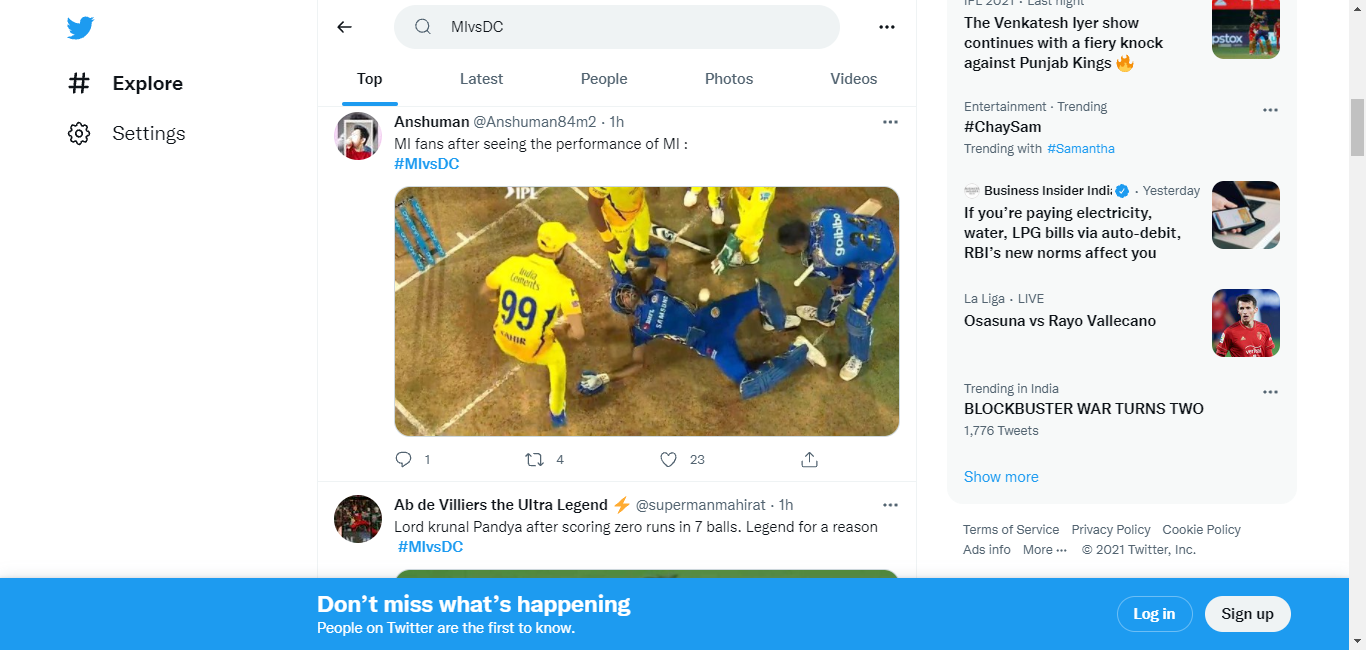 Explore
Settings
MIvsDC
Top
Latest
People
Photos
Videos
Anshuman @Anshuman84m2 · 1h
MI fans after seeing the performance of MI :
#MIvsDC
IPL
India
Cements
99
TAHIR
SAMSUNG
goibibo
1
4
23
Ab de Villiers the Ultra Legend ⚡ @supermanmahirat · 1h
Lord krunal Pandya after scoring zero runs in 7 balls. Legend for a reason
#MIvsDC
IPL 2021 · Last night
The Venkatesh Iyer show
continues with a fiery knock
against Punjab Kings 🔥
Entertainment · Trending
#ChaySam
Trending with #Samantha
Business Insider Indi · Yesterday
If you’re paying electricity,
water, LPG bills via auto-debit,
RBI’s new norms affect you
La Liga · LIVE
Osasuna vs Rayo Vallecano
Trending in India
BLOCKBUSTER WAR TURNS TWO
1,776 Tweets
Show more
Terms of Service Privacy Policy Cookie Policy
Ads info More ··· © 2021 Twitter, Inc.
Don’t miss what’s happening
People on Twitter are the first to know.
Log in
Sign up